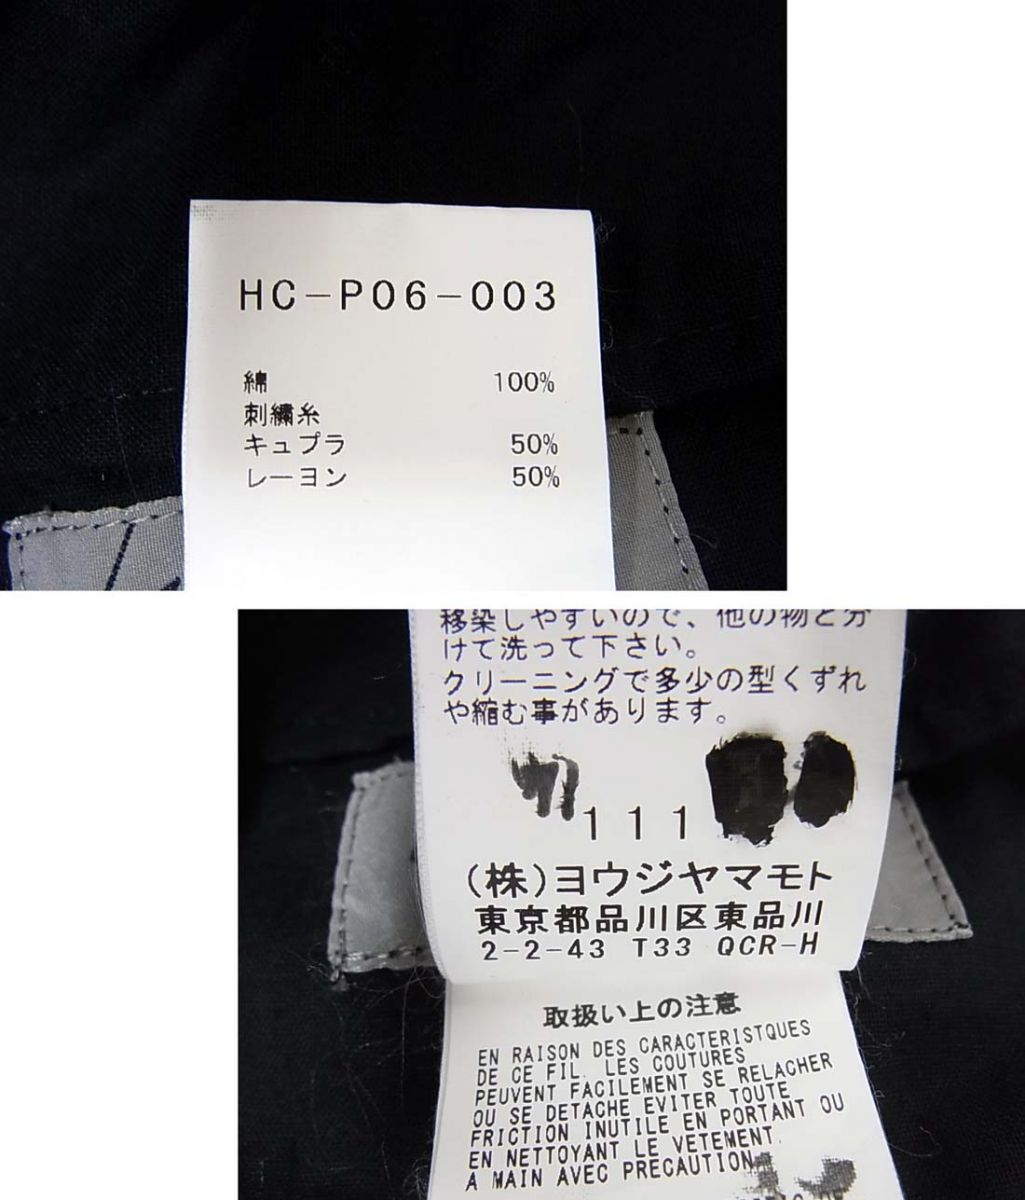 HC-P06-003
綿 100%
刺繍糸
キュプラ 50%
レーヨン 50%
移染しやすいので、他の物と分
けて洗って下さい。
クリーニングで多少の型くずれ
や縮む事があります。
111
(株)ヨウジヤマモト
東京都品川区東品川
2-2-43 T33 QCR-H
取扱い上の注意
EN RAISON DES CARACTERISTQUES
DE CE FIL. LES COUTURES
PEUVENT FACILEMENT SE RELACHER
OU SE DETACHE EVITER TOUTE
FRICTION INUTILE EN PORTANT OU
EN NETTOYANT LE VETEMENT.
A MAIN AVEC PRECAUTION